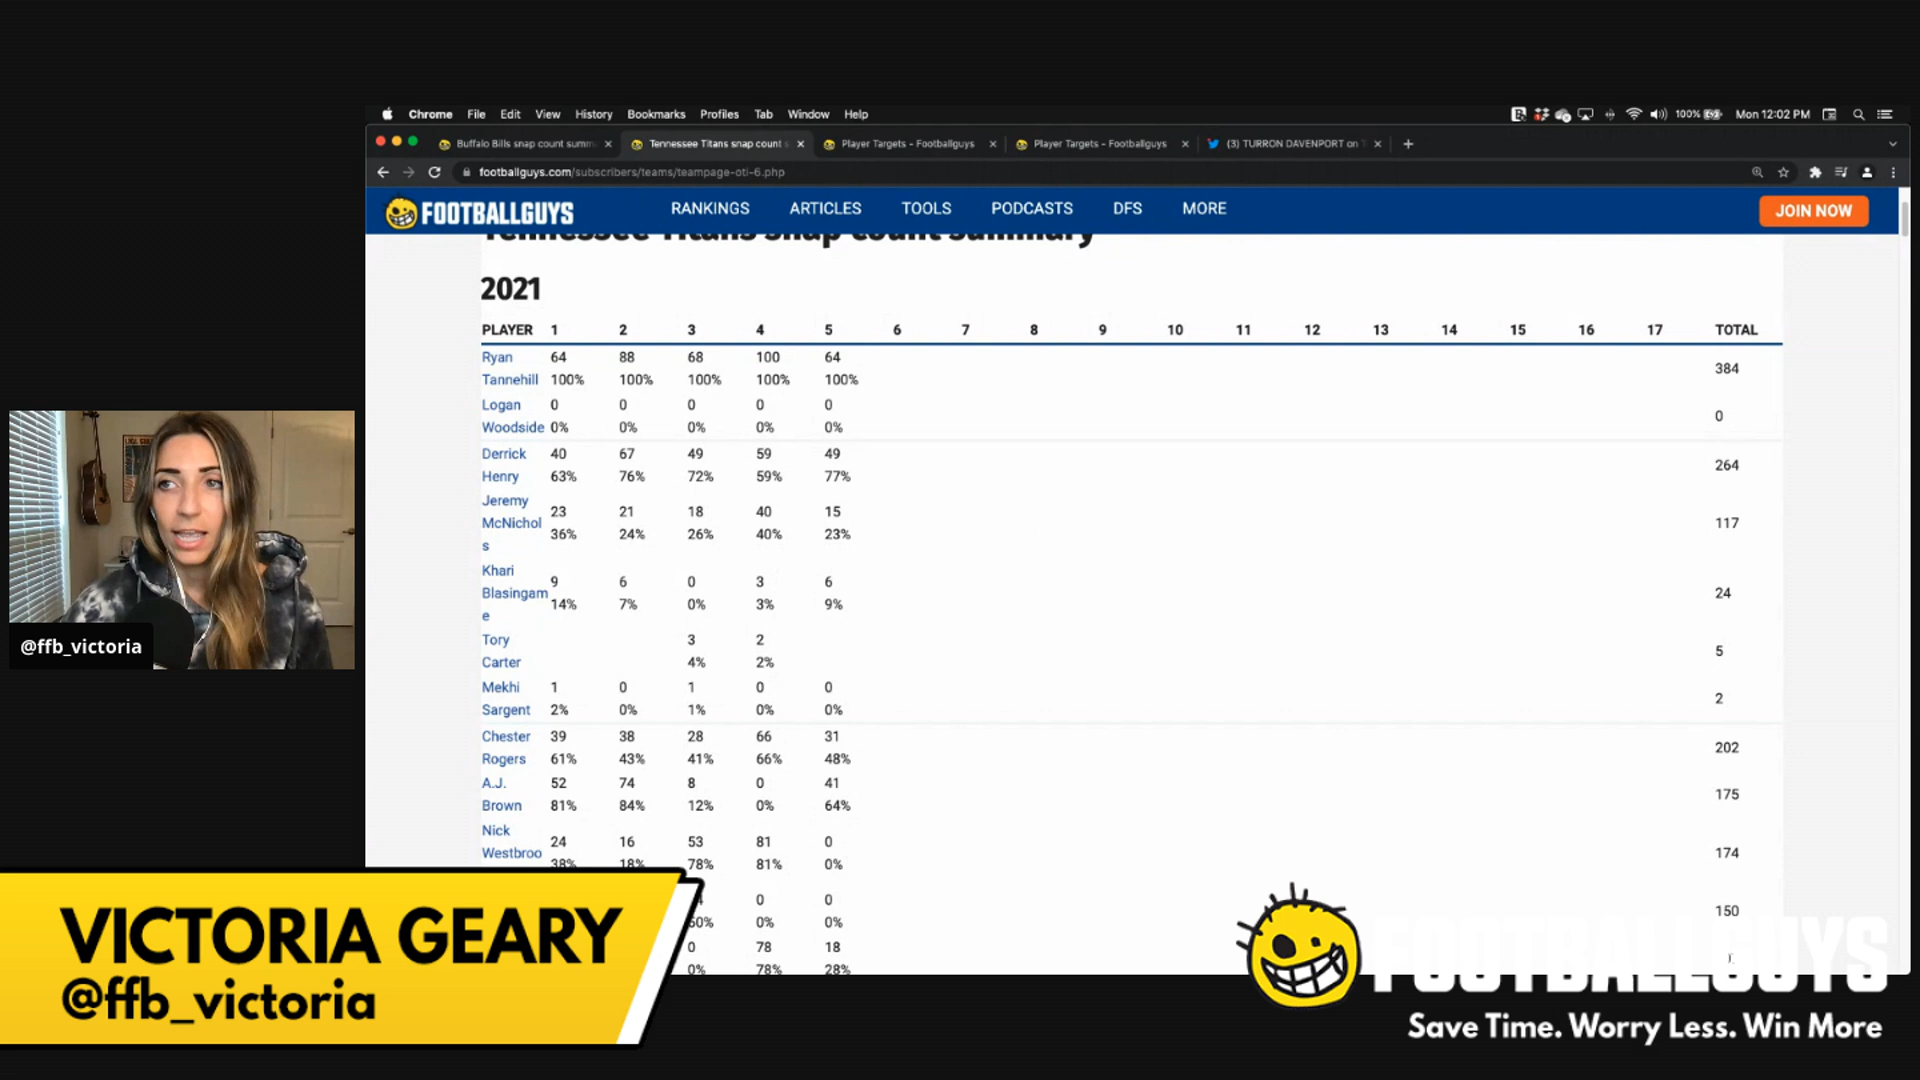 Chrome File Edit View History Bookmarks Profiles Tab Window Help 100% Mon 12:02 PM
Buffalo Bills snap count summ Tennessee Titans snap count s Player Targets - Footballguys Player Targets - Footballguys (3) TURRON DAVENPORT on T
footballguys.com/subscribers/teams/teampage-oti-6.php
FOOTBALLGUYS RANKINGS ARTICLES TOOLS PODCASTS DFS MORE JOIN NOW
Tennessee Titans snap count summary
2021
PLAYER 1 2 3 4 5 6 7 8 9 10 11 12 13 14 15 16 17 TOTAL
Ryan 64 88 68 100 64
384
Tannehill 100% 100% 100% 100% 100%
Logan 0 0 0 0 0
0
Woodside 0% 0% 0% 0% 0%
Derrick 40 67 49 59 49
264
Henry 63% 76% 72% 59% 77%
Jeremy
23 21 18 40 15
McNichol 117
36% 24% 26% 40% 23%
s
Khari
9 6 0 3 6
Blasingam 24
14% 7% 0% 3% 9%
e
Tory 3 2
5
Carter 4% 2%
Mekhi 1 0 1 0 0
2
Sargent 2% 0% 1% 0% 0%
Chester 39 38 28 66 31
202
Rogers 61% 43% 41% 66% 48%
A.J. 52 74 8 0 41
175
Brown 81% 84% 12% 0% 64%
Nick
24 16 53 81 0
Westbroo 174
38% 18% 78% 81% 0%
0 0
150
0% 0%
0 78 18
0% 78% 28%
@ffb_victoria
VICTORIA GEARY
@ffb_victoria
FOOTBALLGUYS
Save Time. Worry Less. Win More